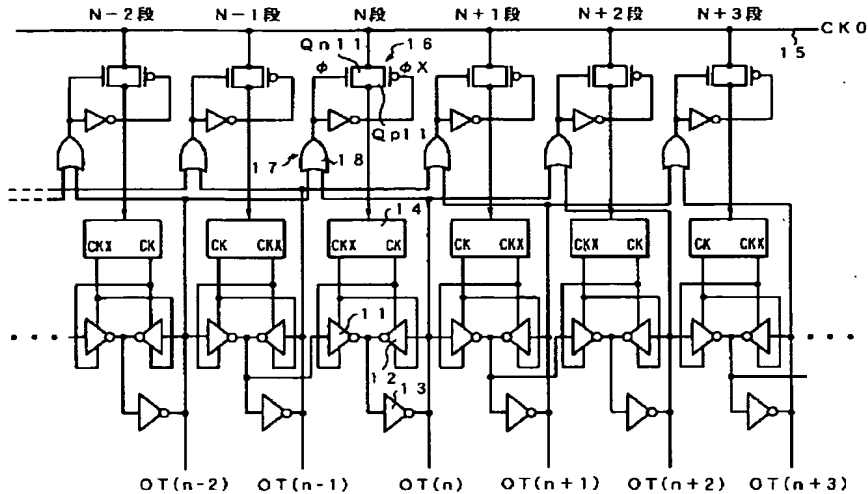 N－2段 N－1段 N段 N＋1段 N＋2段 N＋3段
CK0
15
Qn11 16
φ φX
Qp11
17 18
14
CKX CK CK CKX CKX CK CK CKX CKX CK CKX CK
11
12
13
OT(n-2) OT(n-1) OT(n) OT(n+1) OT(n+2) OT(n+3)